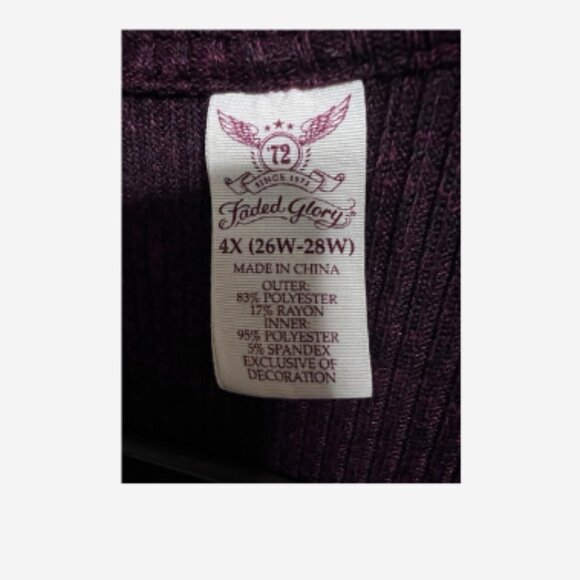 '72
SINCE 1972
Faded Glory
4X (26W-28W)
MADE IN CHINA
OUTER:
83% POLYESTER
17% RAYON
INNER:
95% POLYESTER
5% SPANDEX
EXCLUSIVE OF
DECORATION